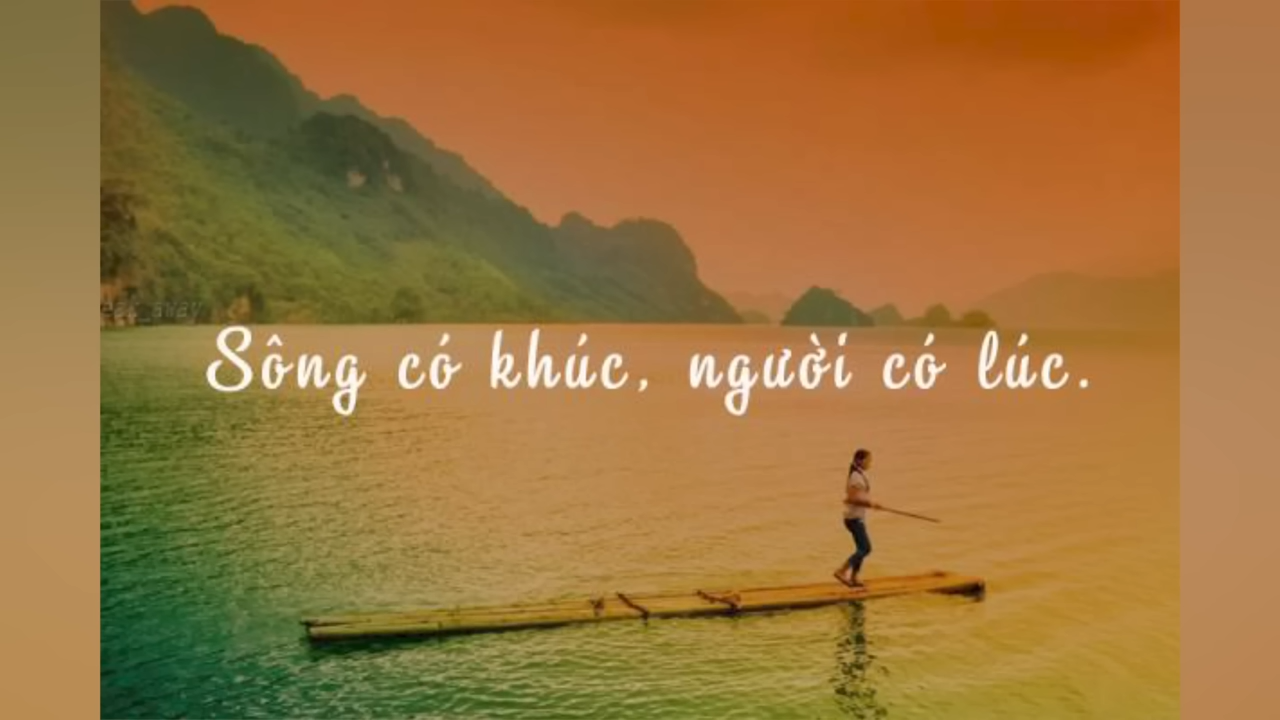 Sông có khúc, người có lúc.